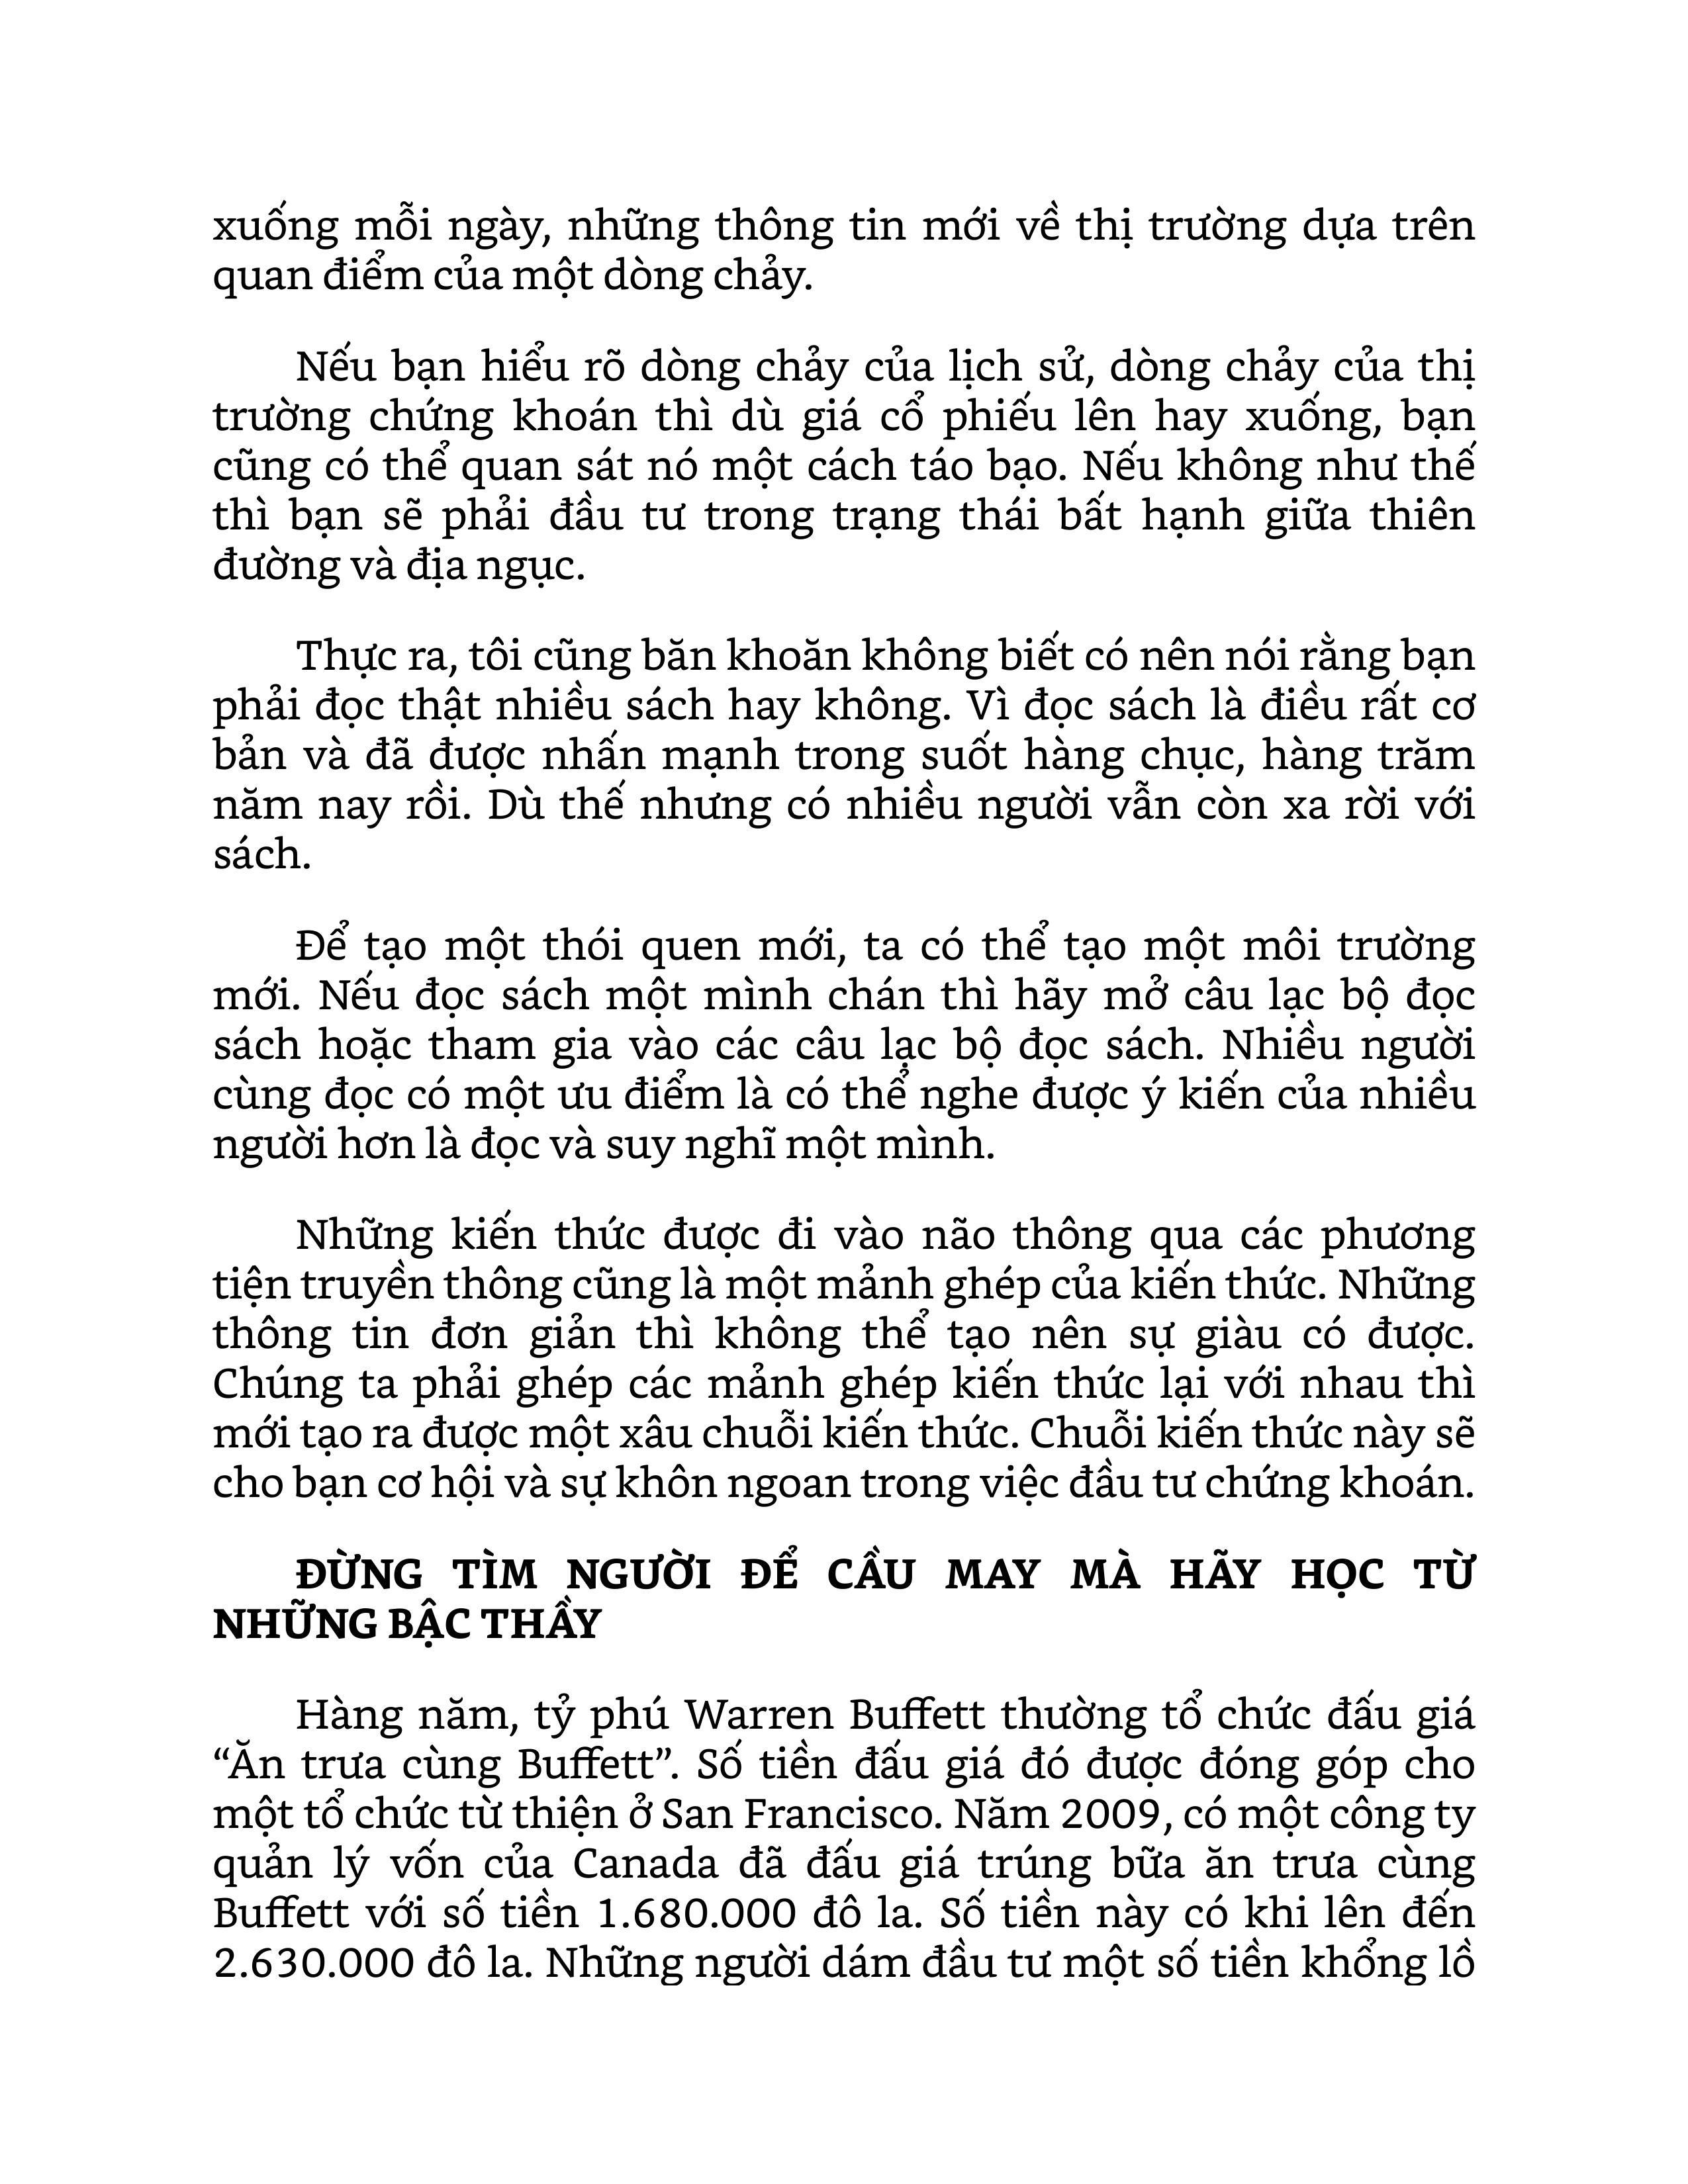 xuống mỗi ngày, những thông tin mới về thị trường dựa trên
quan điểm của một dòng chảy.
Nếu bạn hiểu rõ dòng chảy của lịch sử, dòng chảy của thị
trường chứng khoán thì dù giá cổ phiếu lên hay xuống, bạn
cũng có thể quan sát nó một cách táo bạo. Nếu không như thế
thì bạn sẽ phải đầu tư trong trạng thái bất hạnh giữa thiên
đường và địa ngục.
Thực ra, tôi cũng băn khoăn không biết có nên nói rằng bạn
phải đọc thật nhiều sách hay không. Vì đọc sách là điều rất cơ
bản và đã được nhấn mạnh trong suốt hàng chục, hàng trăm
năm nay rồi. Dù thế nhưng có nhiều người vẫn còn xa rời với
sách.
Để tạo một thói quen mới, ta có thể tạo một môi trường
mới. Nếu đọc sách một mình chán thì hãy mở câu lạc bộ đọc
sách hoặc tham gia vào các câu lạc bộ đọc sách. Nhiều người
cùng đọc có một ưu điểm là có thể nghe được ý kiến của nhiều
người hơn là đọc và suy nghĩ một mình.
Những kiến thức được đi vào não thông qua các phương
tiện truyền thông cũng là một mảnh ghép của kiến thức. Những
thông tin đơn giản thì không thể tạo nên sự giàu có được.
Chúng ta phải ghép các mảnh ghép kiến thức lại với nhau thì
mới tạo ra được một xâu chuỗi kiến thức. Chuỗi kiến thức này sẽ
cho bạn cơ hội và sự khôn ngoan trong việc đầu tư chứng khoán.
ĐỪNG TÌM NGƯỜI ĐỂ CẦU MAY MÀ HÃY HỌC TỪ
NHỮNG BẬC THẦY
Hàng năm, tỷ phú Warren Buffett thường tổ chức đấu giá
“Ăn trưa cùng Buffett”. Số tiền đấu giá đó được đóng góp cho
một tổ chức từ thiện ở San Francisco. Năm 2009, có một công ty
quản lý vốn của Canada đã đấu giá trúng bữa ăn trưa cùng
Buffett với số tiền 1.680.000 đô la. Số tiền này có khi lên đến
2.630.000 đô la. Những người dám đầu tư một số tiền khổng lồ